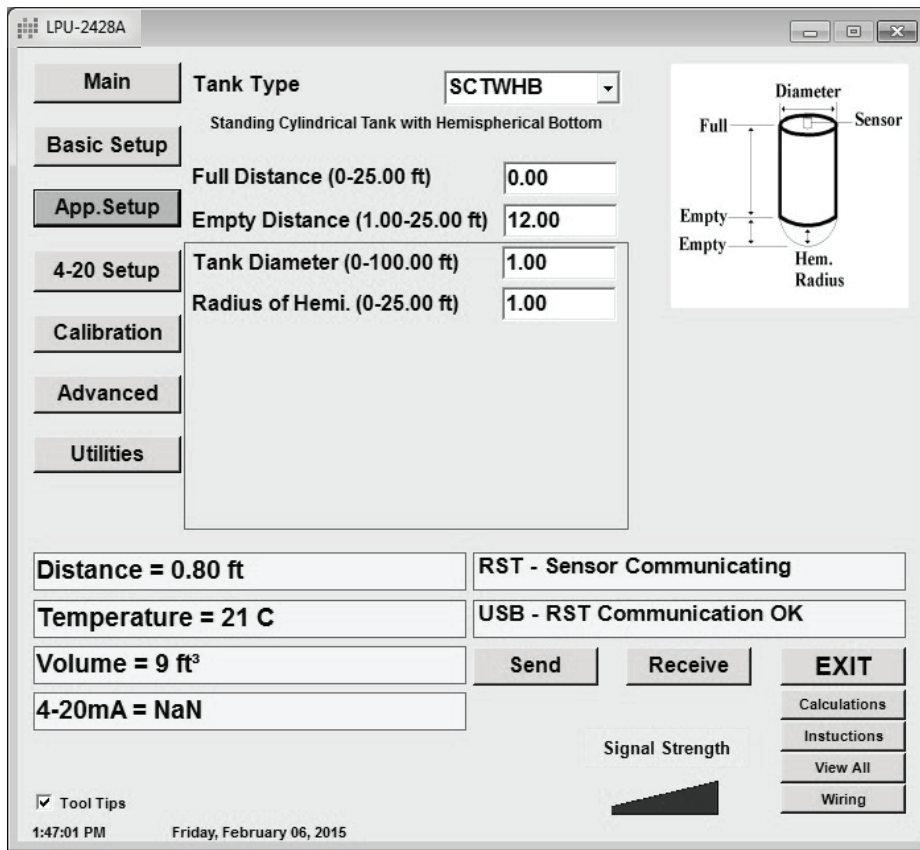 LPU-2428A
Main
Basic Setup
App.Setup
4-20 Setup
Calibration
Advanced
Utilities
Tank Type SCTWHB
Standing Cylindrical Tank with Hemispherical Bottom
Full Distance (0-25.00 ft) 0.00
Empty Distance (1.00-25.00 ft) 12.00
Tank Diameter (0-100.00 ft) 1.00
Radius of Hemi. (0-25.00 ft) 1.00
Diameter
Full
Sensor
Empty
Empty
Hem.
Radius
Distance = 0.80 ft
Temperature = 21 C
Volume = 9 ft³
4-20mA = NaN
RST - Sensor Communicating
USB - RST Communication OK
Send
Receive
EXIT
Calculations
Instuctions
View All
Wiring
Signal Strength
Tool Tips
1:47:01 PM Friday, February 06, 2015